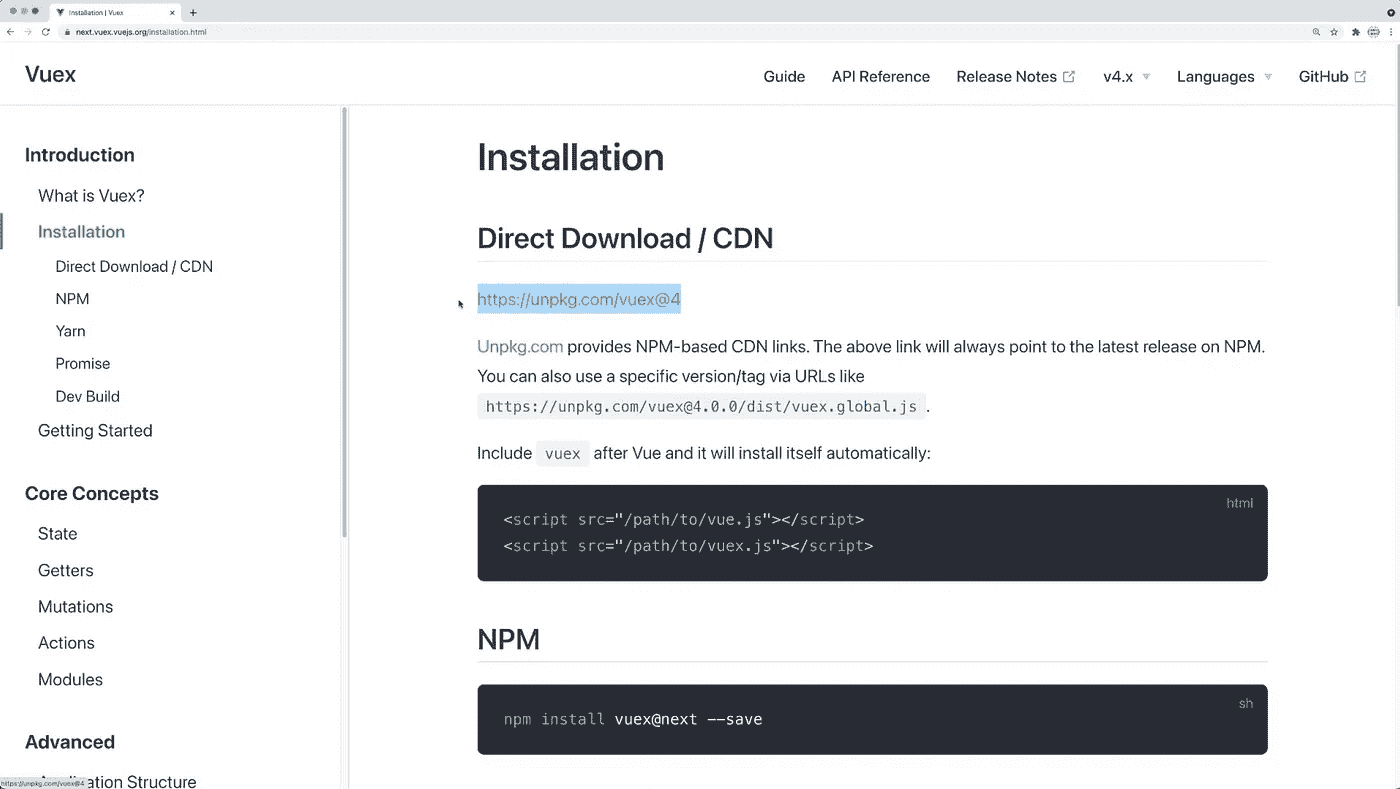 Installation | Vuex
next.vuex.vuejs.org/installation.html
Vuex
Guide
API Reference
Release Notes
v4.x
Languages
GitHub
Introduction
What is Vuex?
Installation
Direct Download / CDN
NPM
Yarn
Promise
Dev Build
Getting Started
Core Concepts
State
Getters
Mutations
Actions
Modules
Advanced
Application Structure
https://unpkg.com/vuex@4
Installation
Direct Download / CDN
https://unpkg.com/vuex@4
Unpkg.com provides NPM-based CDN links. The above link will always point to the latest release on NPM.
You can also use a specific version/tag via URLs like
https://unpkg.com/vuex@4.0.0/dist/vuex.global.js .
Include vuex after Vue and it will install itself automatically:
html
<script src="/path/to/vue.js"></script>
<script src="/path/to/vuex.js"></script>
NPM
sh
npm install vuex@next --save